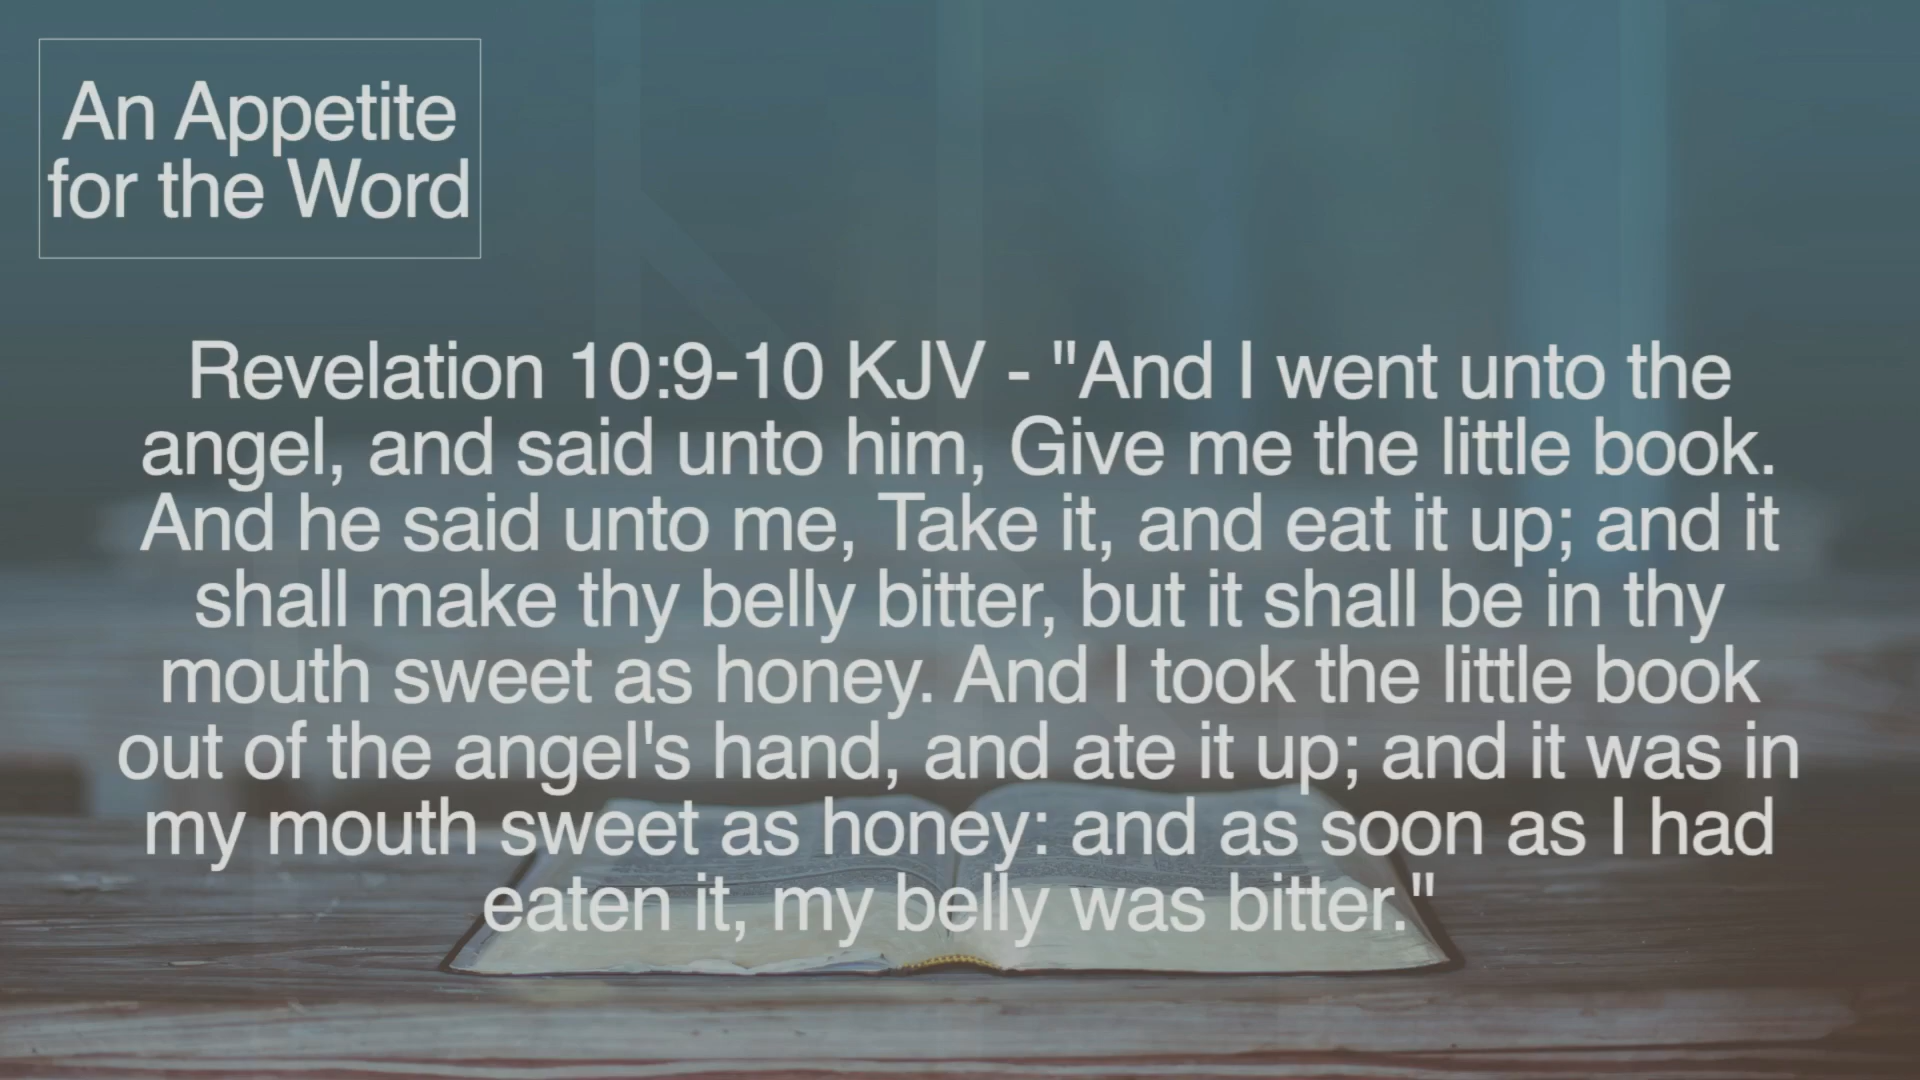 An Appetite
for the Word
Revelation 10:9-10 KJV - "And I went unto the
angel, and said unto him, Give me the little book.
And he said unto me, Take it, and eat it up; and it
shall make thy belly bitter, but it shall be in thy
mouth sweet as honey. And I took the little book
out of the angel's hand, and ate it up; and it was in
my mouth sweet as honey: and as soon as I had
eaten it, my belly was bitter."